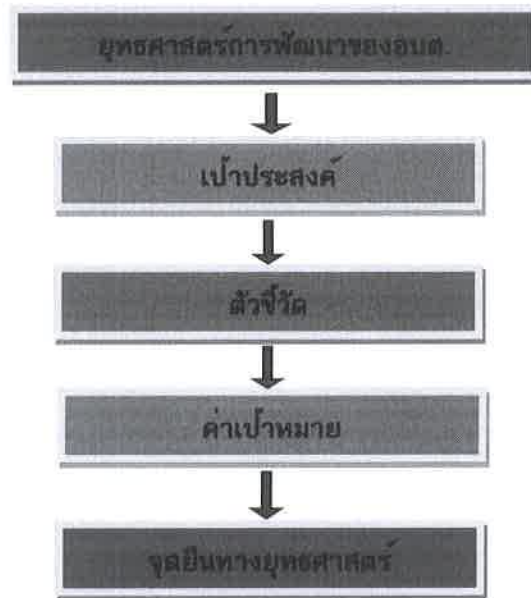 ยุทธศาสตร์การพัฒนาของอบต.
เป้าประสงค์
ตัวชี้วัด
ค่าเป้าหมาย
จุดยืนทางยุทธศาสตร์